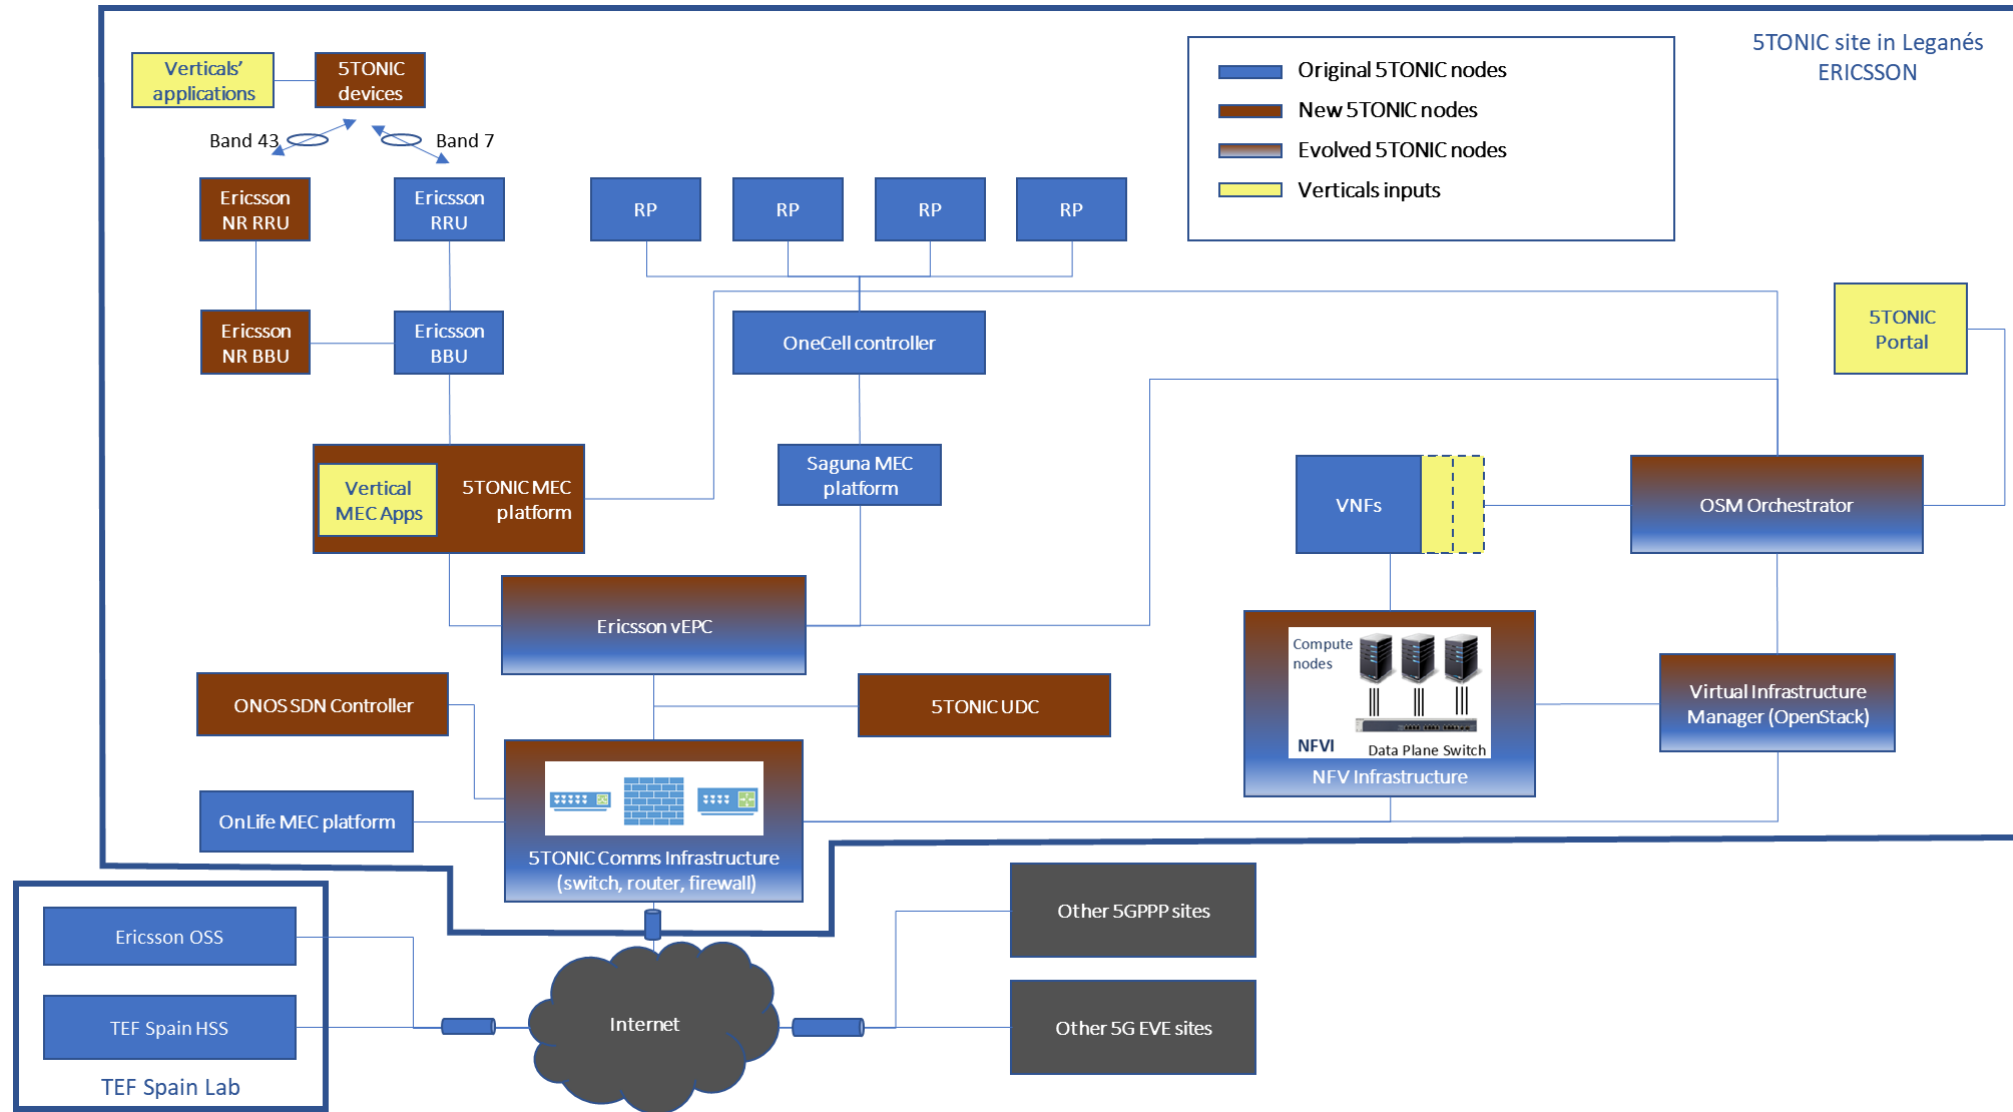 5TONIC site in Leganés
ERICSSON
Original 5TONIC nodes
New 5TONIC nodes
Evolved 5TONIC nodes
Verticals inputs
Verticals'
applications
5TONIC
devices
Band 43
Band 7
Ericsson
NR RRU
Ericsson
RRU
RP
RP
RP
RP
Ericsson
NR BBU
Ericsson
BBU
OneCell controller
5TONIC
Portal
Vertical
MEC Apps
5TONIC MEC
platform
Saguna MEC
platform
VNFs
OSM Orchestrator
Ericsson vEPC
Compute
nodes
NFVI
Data Plane Switch
NFV Infrastructure
Virtual Infrastructure
Manager (OpenStack)
ONOS SDN Controller
5TONIC UDC
OnLife MEC platform
5TONIC Comms Infrastructure
(switch, router, firewall)
Ericsson OSS
TEF Spain HSS
TEF Spain Lab
Internet
Other 5GPPP sites
Other 5G EVE sites